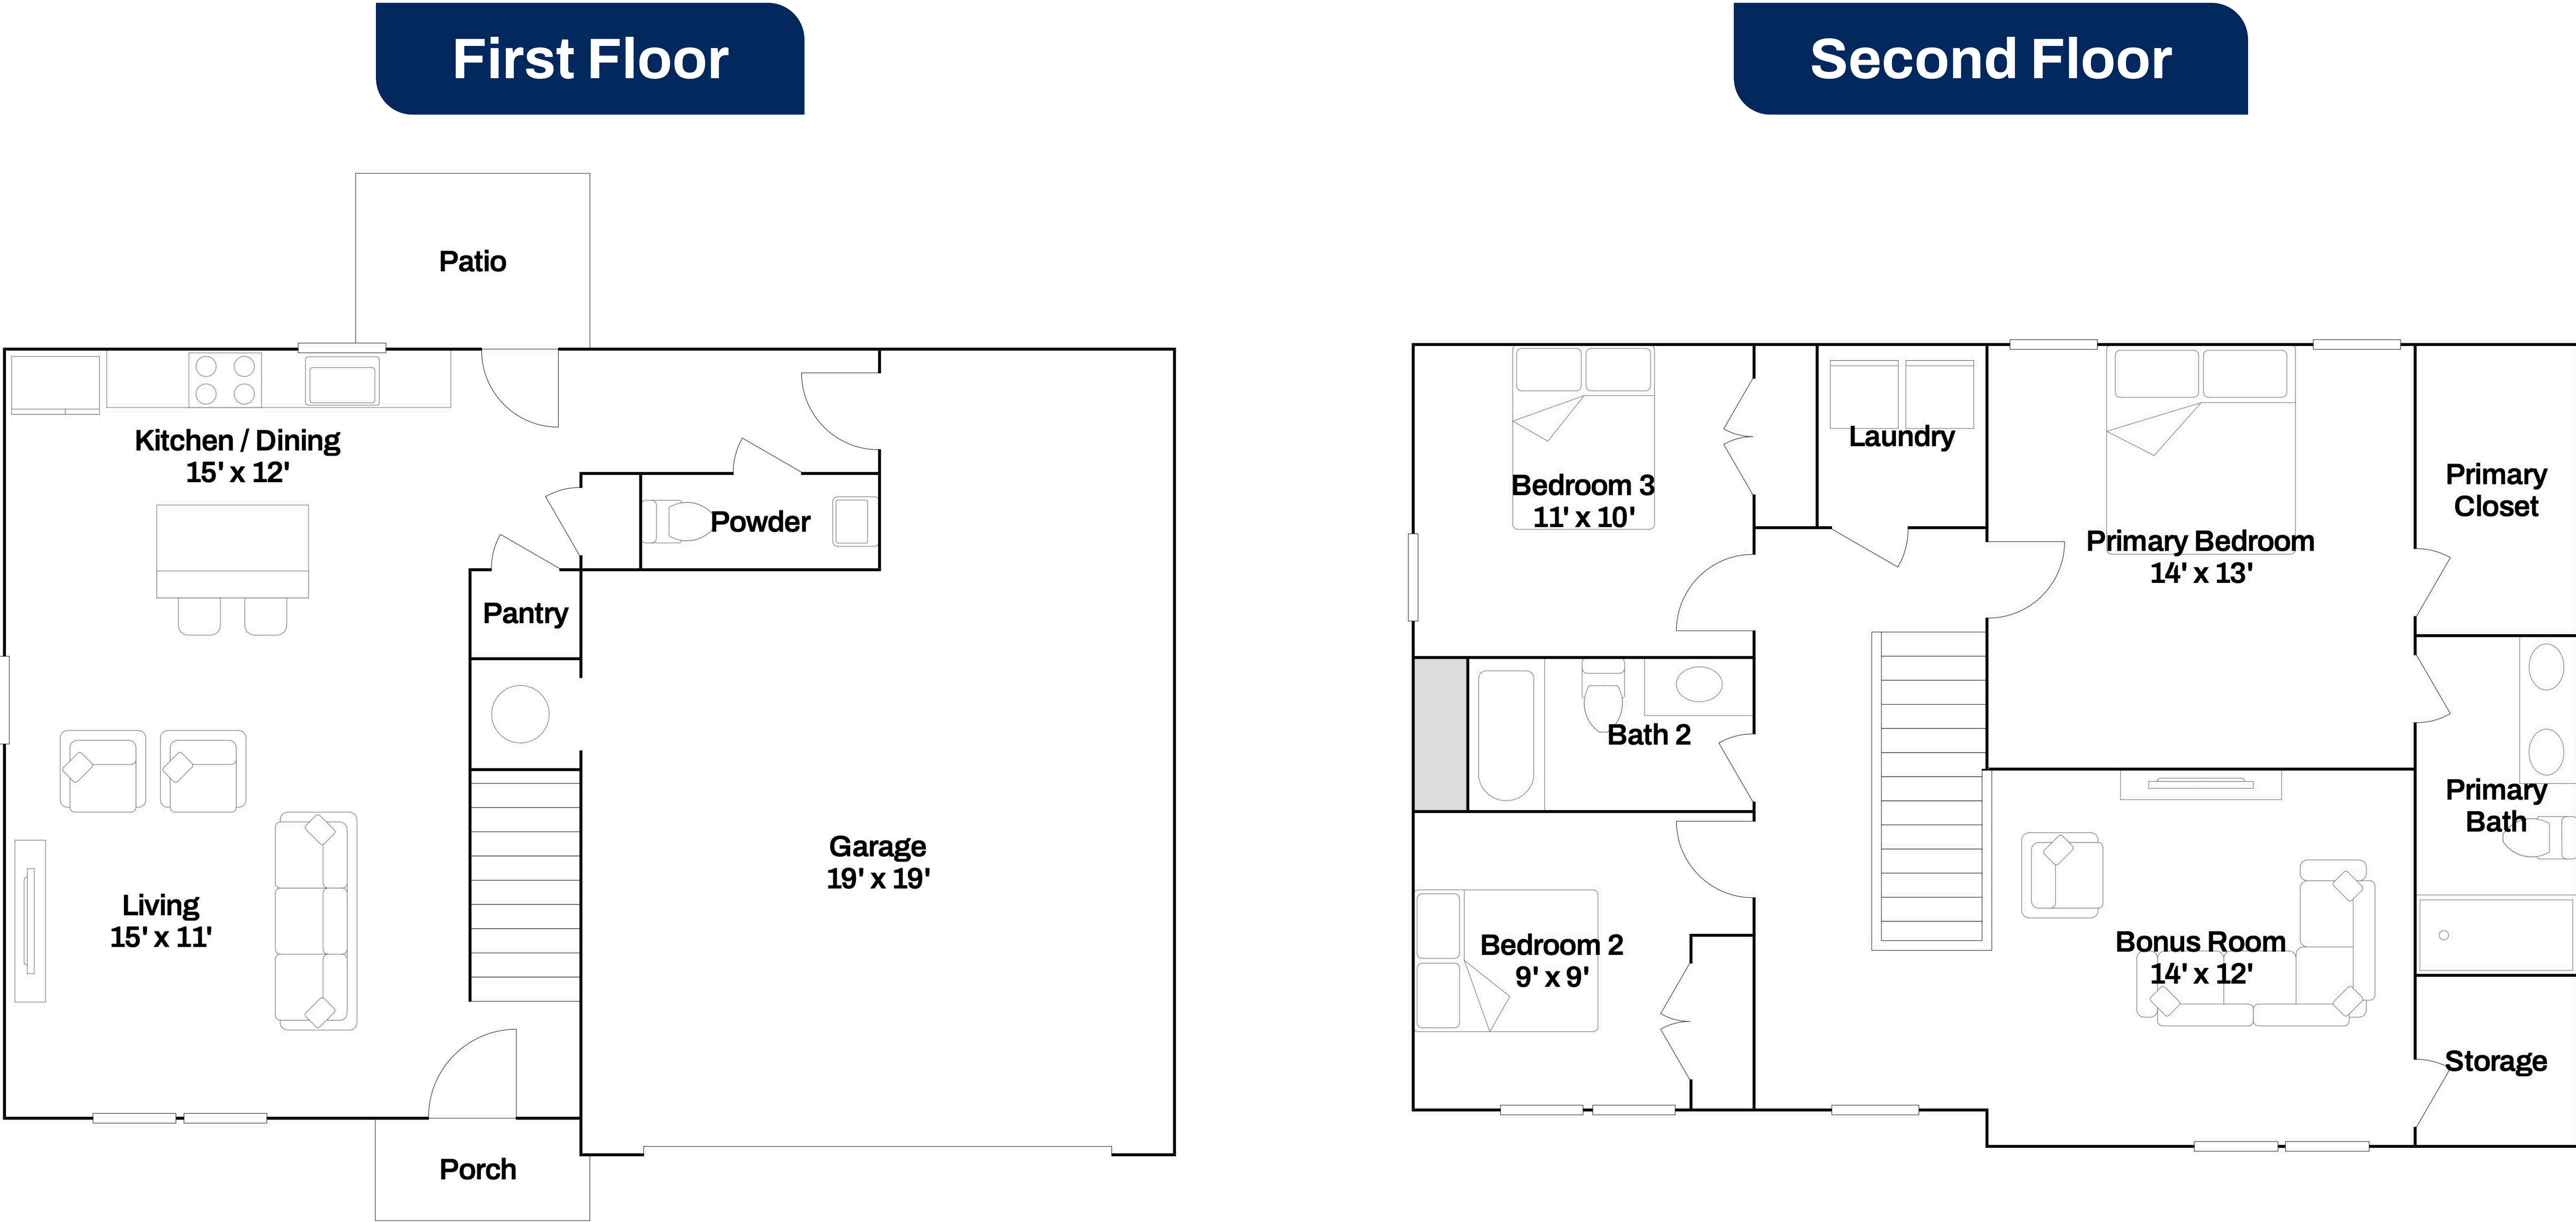 First Floor
Second Floor
Patio
Kitchen / Dining
15' x 12'
Powder
Pantry
Garage
19' x 19'
Living
15' x 11'
Porch
Laundry
Bedroom 3
11' x 10'
Primary
Closet
Primary Bedroom
14' x 13'
Bath 2
Primary
Bath
Bedroom 2
9' x 9'
Bonus Room
14' x 12'
Storage